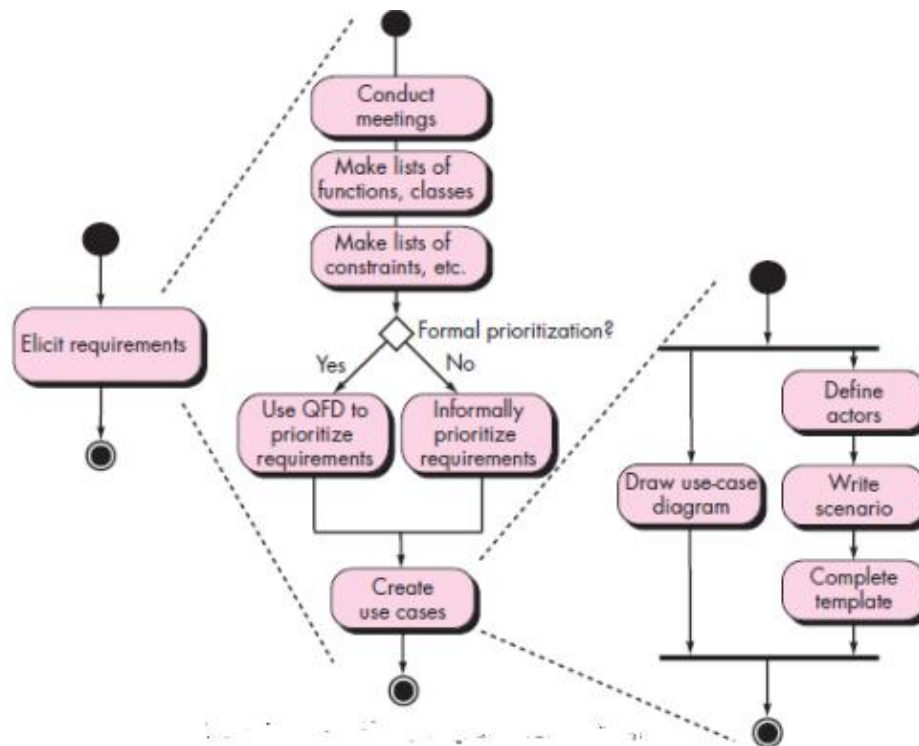 Elicit requirements
Conduct
meetings
Make lists of
functions, classes
Make lists of
constraints, etc.
Formal prioritization?
Yes
No
Use QFD to
prioritize
requirements
Informally
prioritize
requirements
Create
use cases
Draw use-case
diagram
Define
actors
Write
scenario
Complete
template